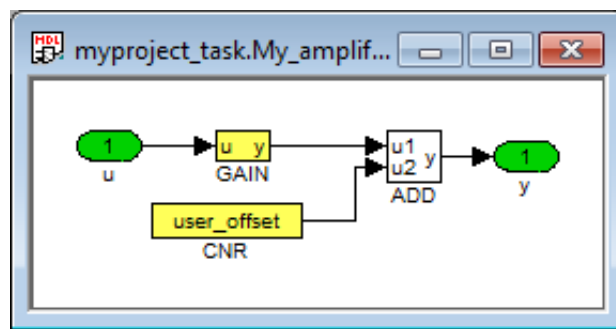 MDL
myproject_task.My_amplif...
1
u
u y
GAIN
user_offset
CNR
u1
u2
y
ADD
1
y